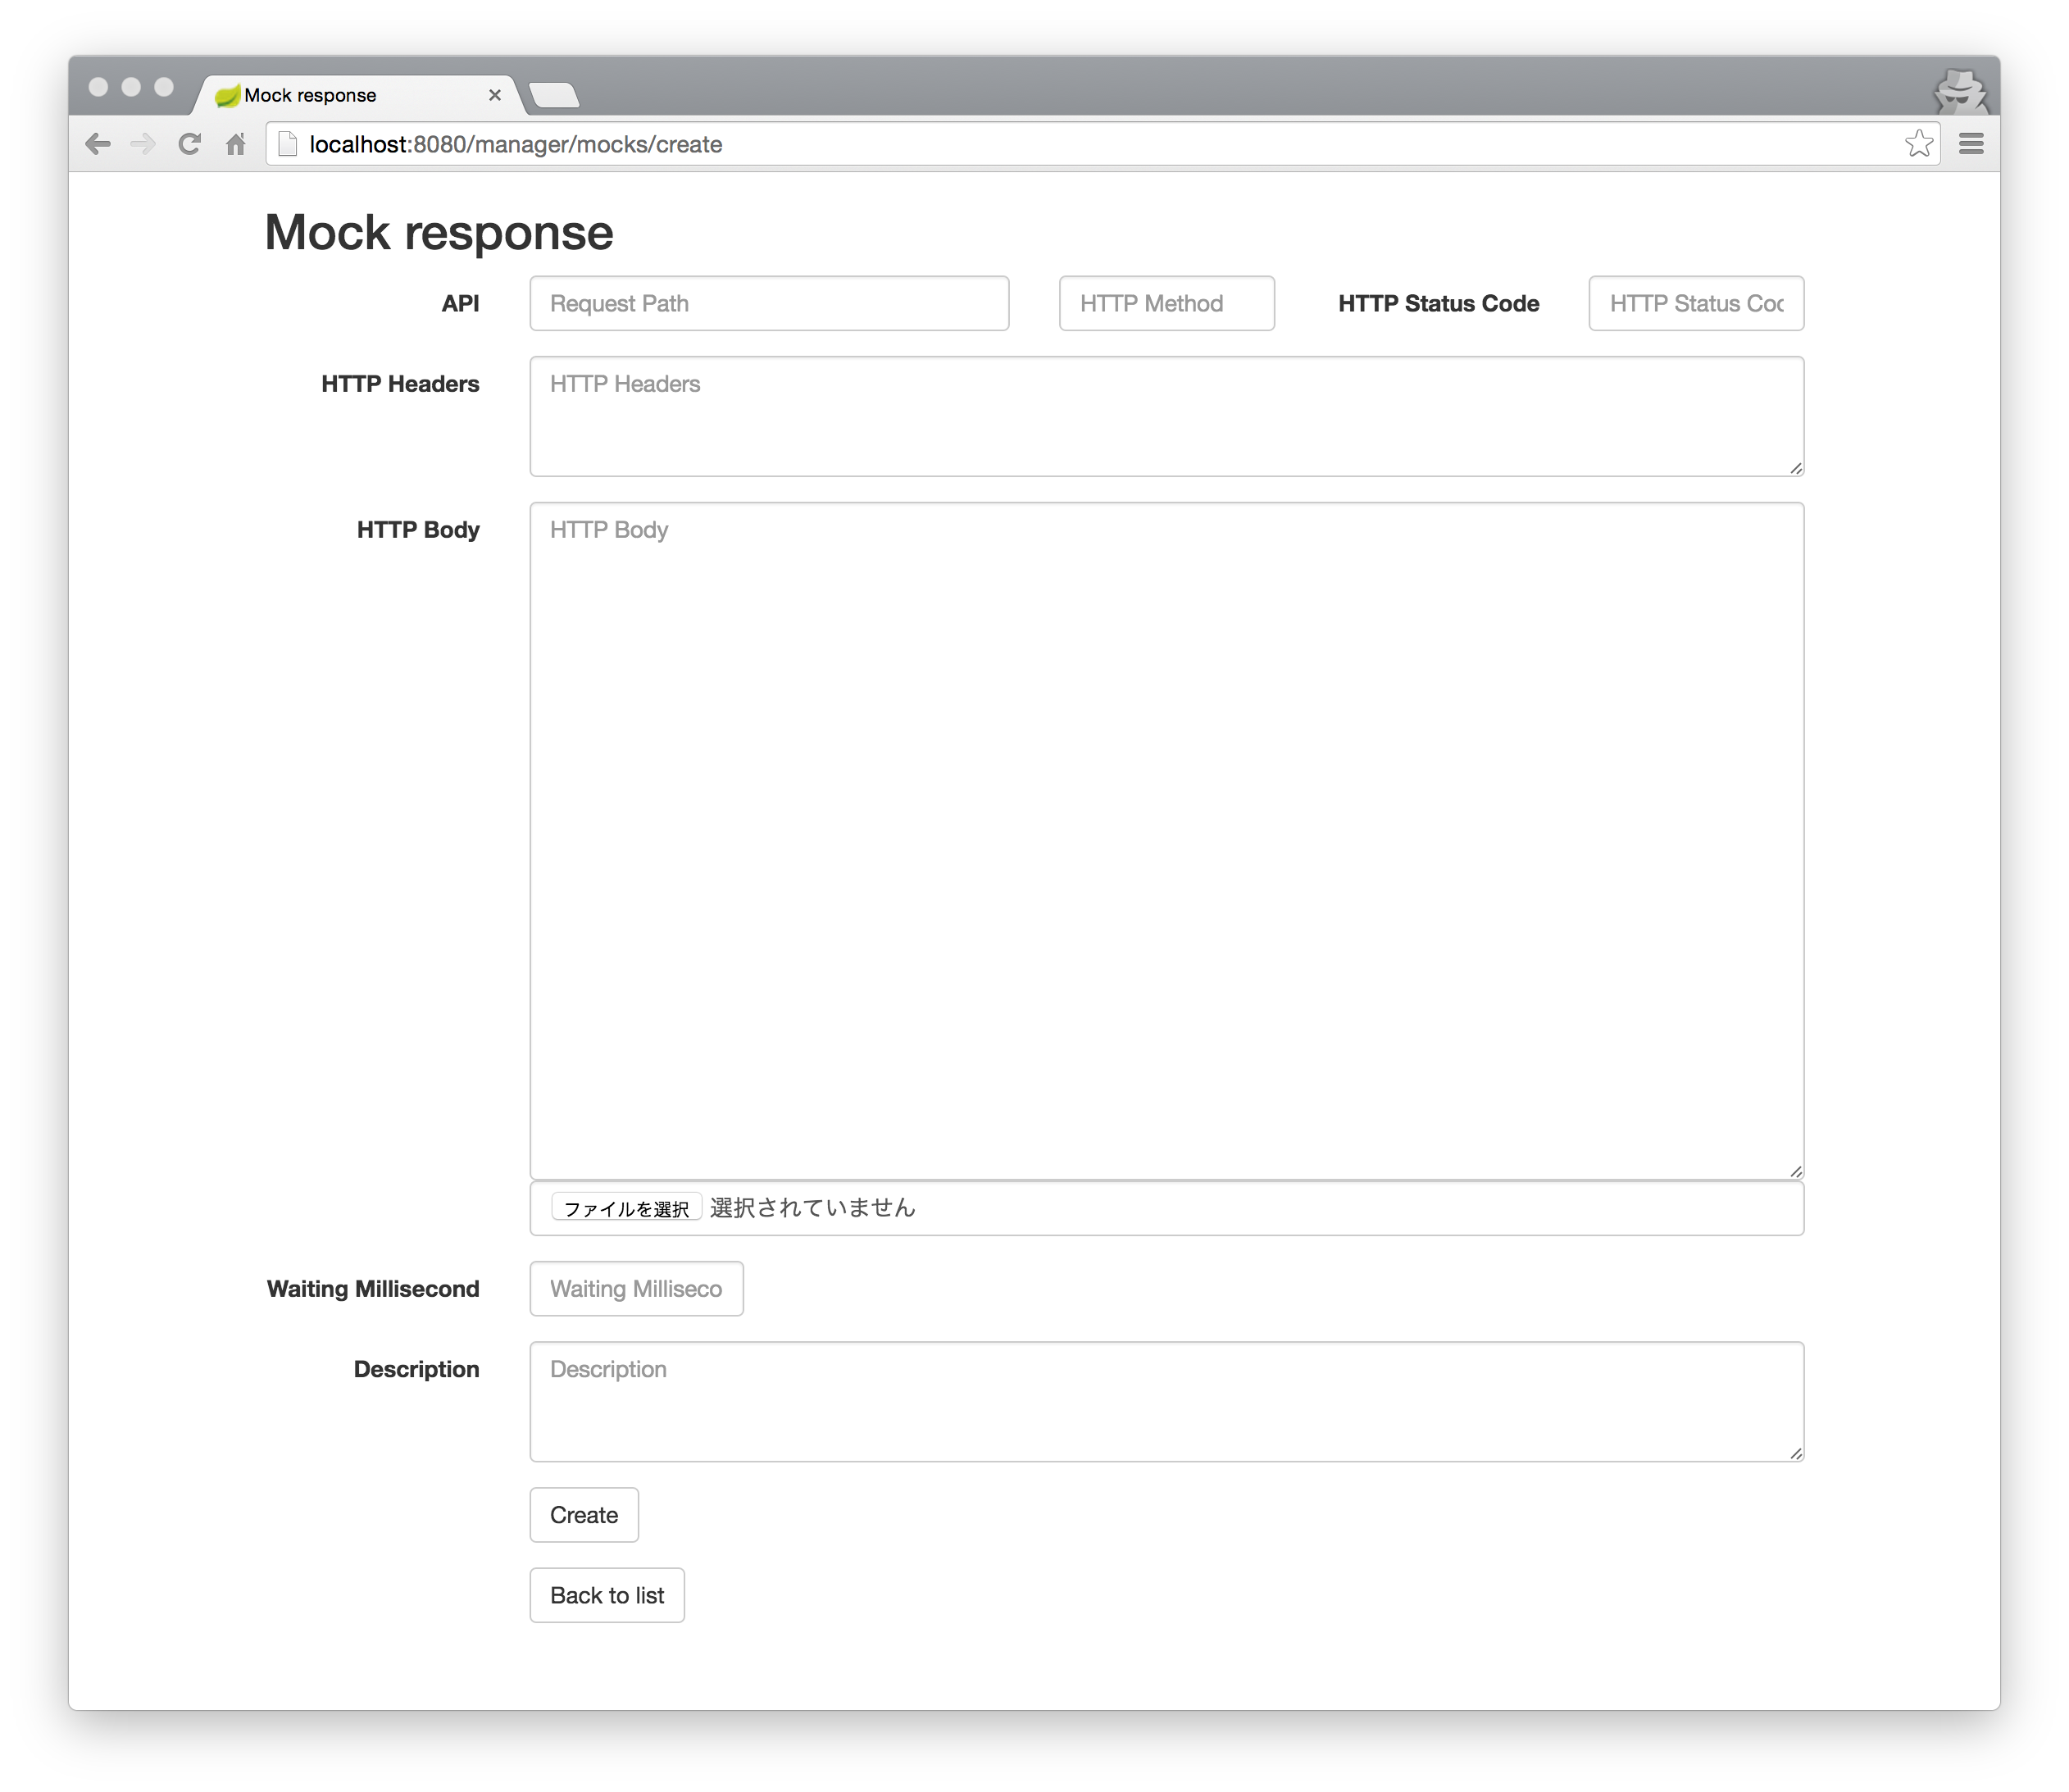 Mock response
localhost:8080/manager/mocks/create
Mock response
API Request Path HTTP Method HTTP Status Code HTTP Status Coc
HTTP Headers HTTP Headers
HTTP Body HTTP Body
ファイルを選択 選択されていません
Waiting Millisecond Waiting Milliseco
Description Description
Create
Back to list